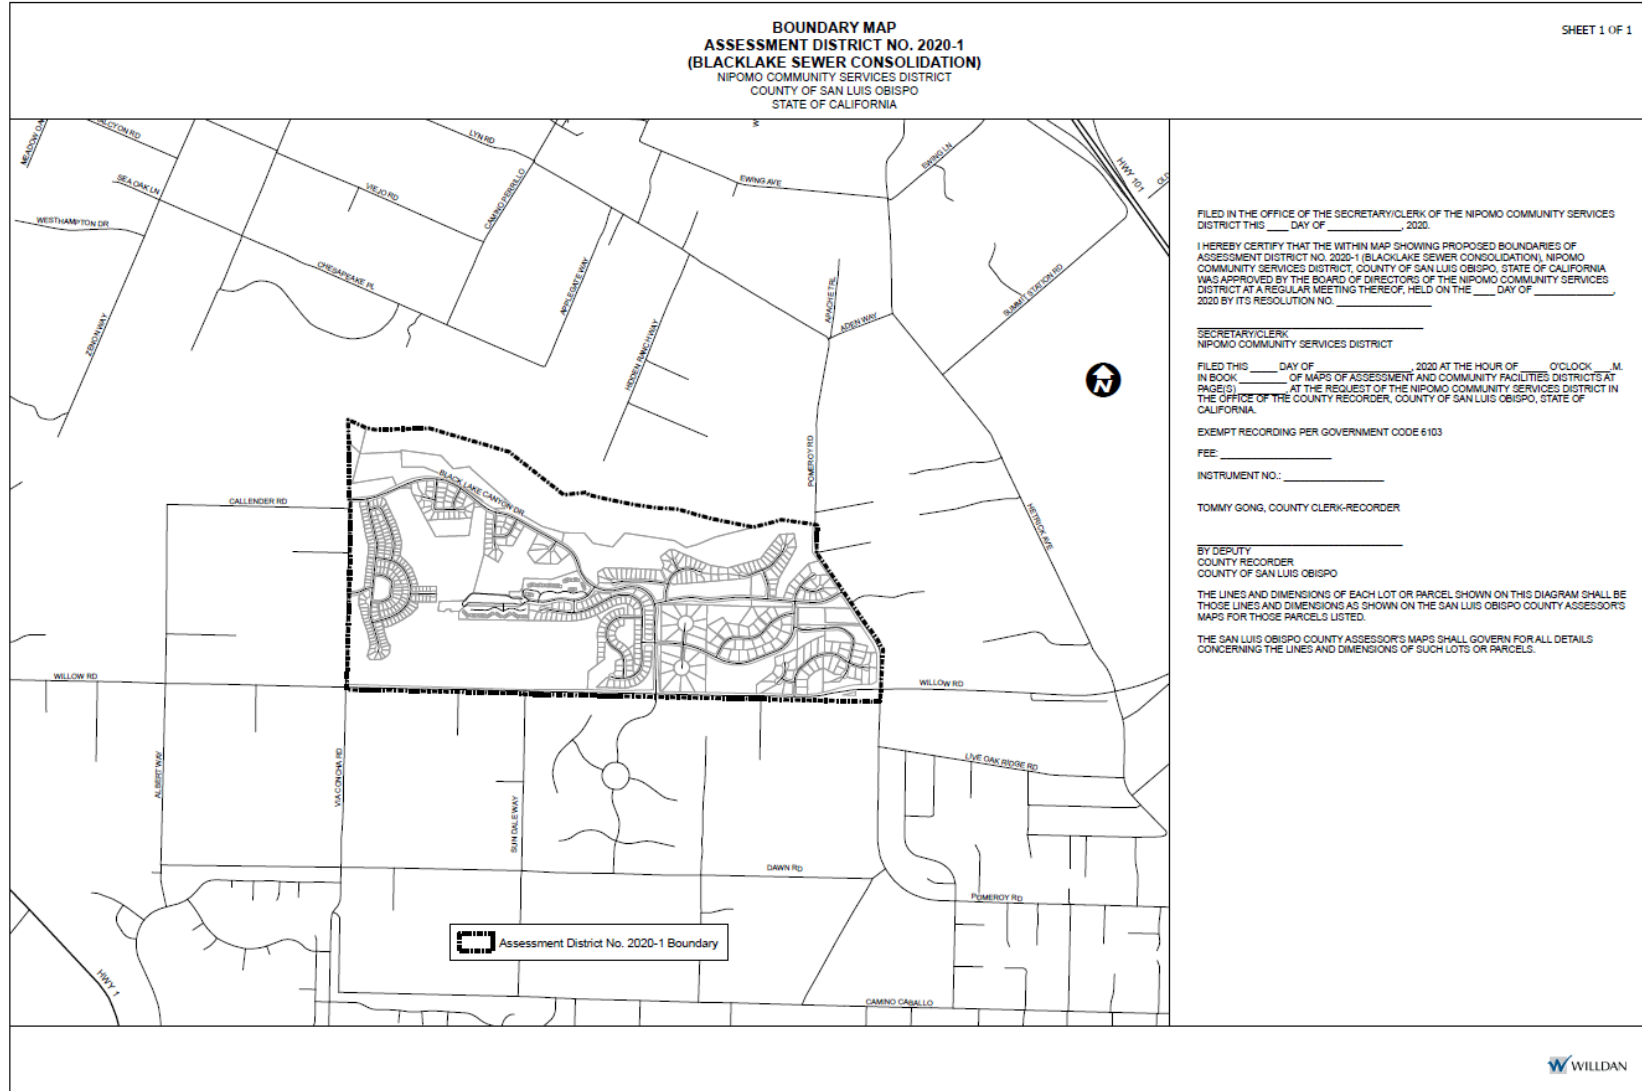 BOUNDARY MAP
ASSESSMENT DISTRICT NO. 2020-1
(BLACKLAKE SEWER CONSOLIDATION)
NIPOMO COMMUNITY SERVICES DISTRICT
COUNTY OF SAN LUIS OBISPO
STATE OF CALIFORNIA
SHEET 1 OF 1
MEADOW
ALCYON RD
SEA OAK LN
WESTHAMPTON DR
LYN RD
VIEJO RD
CAMINO PERRILLO
W
EWING AVE
EWING LN
HWY 101
OLD
CHESAPEAKE PL
ZENON WAY
APPLEGATE WAY
HIDDEN RANCH WAY
APACHE TRL
ADEN WAY
SUMMIT STATION RD
N
POMEROY RD
BLACK LAKE CANYON DR
CALLENDER RD
HETRICK AVE
WILLOW RD
WILLOW RD
ALBERT WAY
VIA CONCHA RD
SUNDALE WAY
LIVE OAK RIDGE RD
DAWN RD
POMEROY RD
Assessment District No. 2020-1 Boundary
HWY 1
CAMINO CABALLO
FILED IN THE OFFICE OF THE SECRETARY/CLERK OF THE NIPOMO COMMUNITY SERVICES
DISTRICT THIS ____ DAY OF ______________, 2020.
I HEREBY CERTIFY THAT THE WITHIN MAP SHOWING PROPOSED BOUNDARIES OF
ASSESSMENT DISTRICT NO. 2020-1 (BLACKLAKE SEWER CONSOLIDATION), NIPOMO
COMMUNITY SERVICES DISTRICT, COUNTY OF SAN LUIS OBISPO, STATE OF CALIFORNIA
WAS APPROVED BY THE BOARD OF DIRECTORS OF THE NIPOMO COMMUNITY SERVICES
DISTRICT AT A REGULAR MEETING THEREOF, HELD ON THE ____ DAY OF _______________,
2020 BY ITS RESOLUTION NO. __________________
SECRETARY/CLERK
NIPOMO COMMUNITY SERVICES DISTRICT
FILED THIS _____ DAY OF __________________, 2020 AT THE HOUR OF _____ O'CLOCK ___.M.
IN BOOK _________ OF MAPS OF ASSESSMENT AND COMMUNITY FACILITIES DISTRICTS AT
PAGE(S) _________, AT THE REQUEST OF THE NIPOMO COMMUNITY SERVICES DISTRICT IN
THE OFFICE OF THE COUNTY RECORDER, COUNTY OF SAN LUIS OBISPO, STATE OF
CALIFORNIA.
EXEMPT RECORDING PER GOVERNMENT CODE 6103
FEE: _____________________
INSTRUMENT NO.: ___________________
TOMMY GONG, COUNTY CLERK-RECORDER
BY DEPUTY
COUNTY RECORDER
COUNTY OF SAN LUIS OBISPO
THE LINES AND DIMENSIONS OF EACH LOT OR PARCEL SHOWN ON THIS DIAGRAM SHALL BE
THOSE LINES AND DIMENSIONS AS SHOWN ON THE SAN LUIS OBISPO COUNTY ASSESSOR'S
MAPS FOR THOSE PARCELS LISTED.
THE SAN LUIS OBISPO COUNTY ASSESSOR'S MAPS SHALL GOVERN FOR ALL DETAILS
CONCERNING THE LINES AND DIMENSIONS OF SUCH LOTS OR PARCELS.
WILLDAN